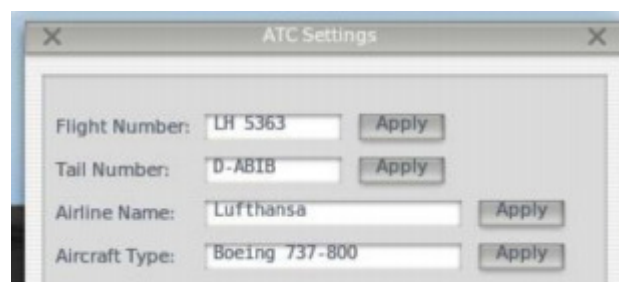 ATC Settings
Flight Number: LH 5363 Apply
Tail Number: D-ABIB Apply
Airline Name: Lufthansa Apply
Aircraft Type: Boeing 737-800 Apply